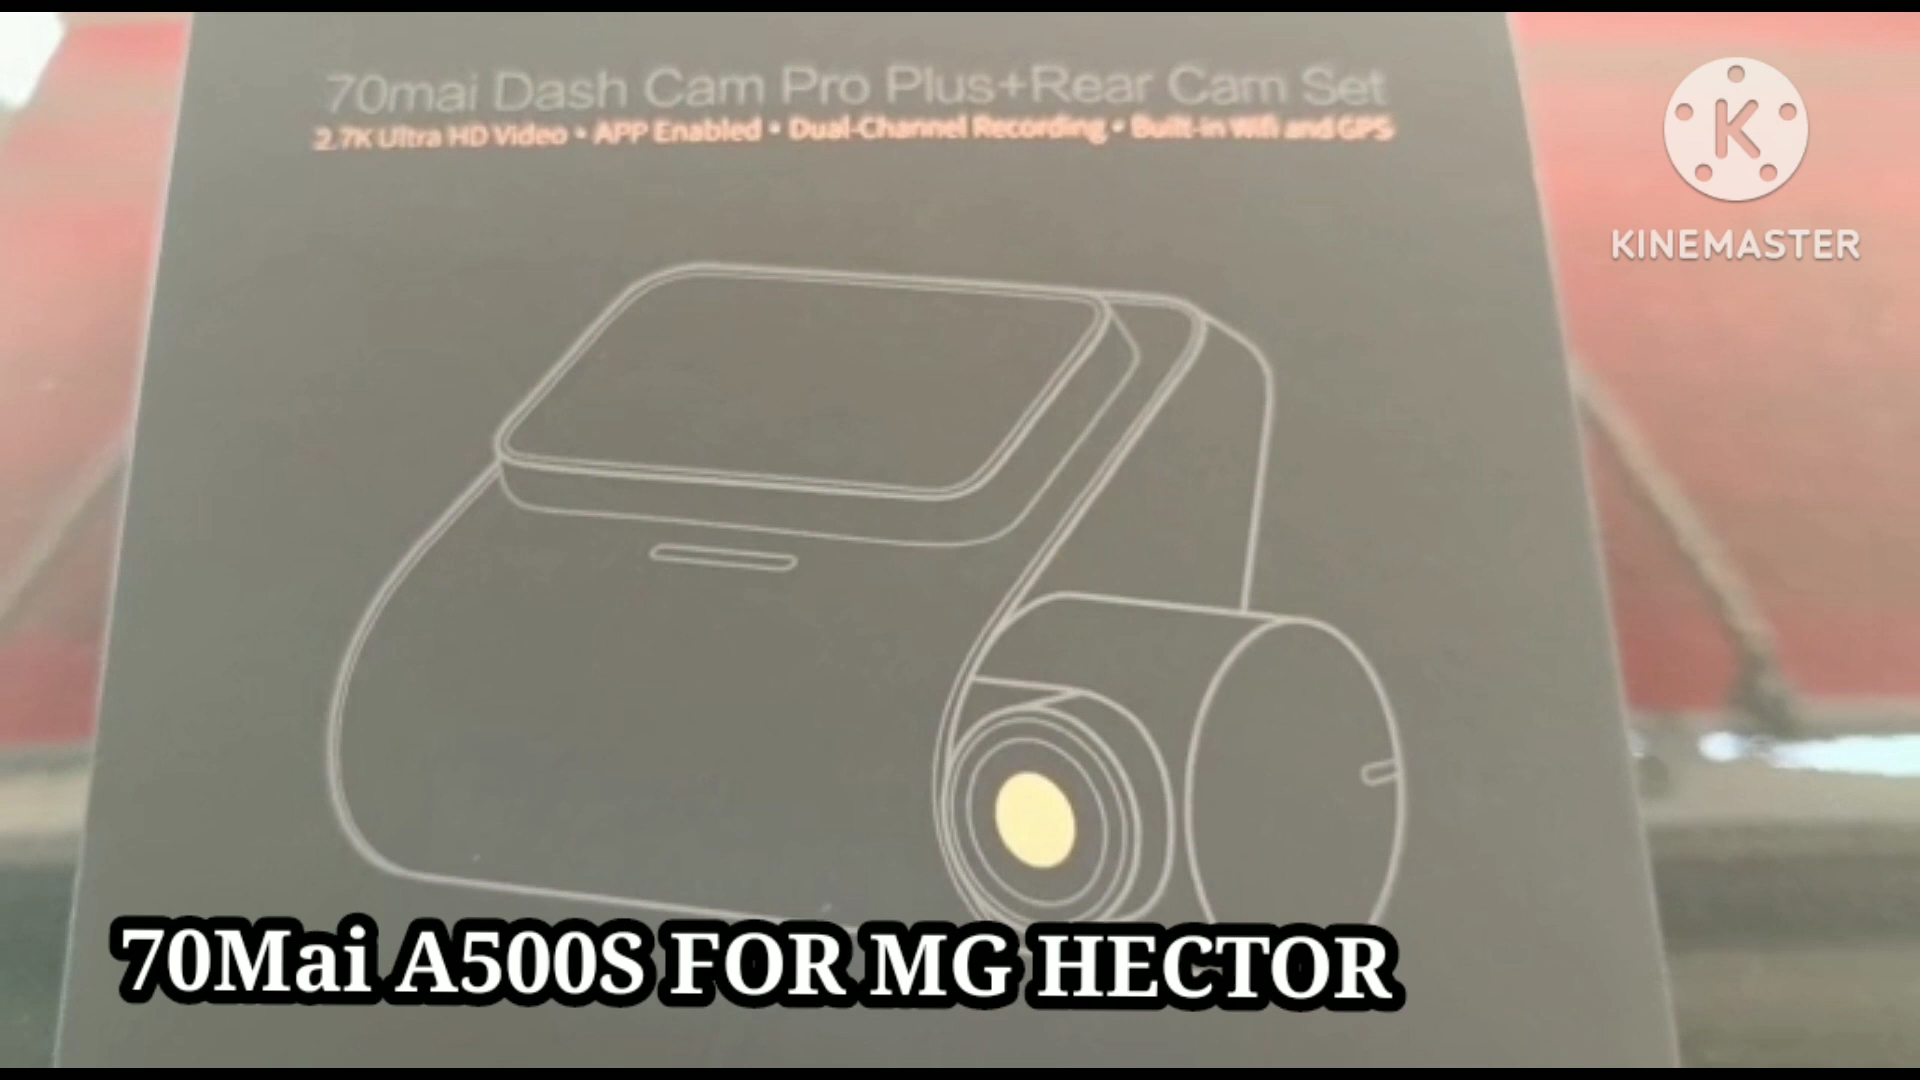 70mai Dash Cam Pro Plus+Rear Cam Set
2.7K Ultra HD Video • APP Enabled • Dual-Channel Recording • Built-in Wifi and GPS
K
KINEMASTER
70Mai A500S FOR MG HECTOR